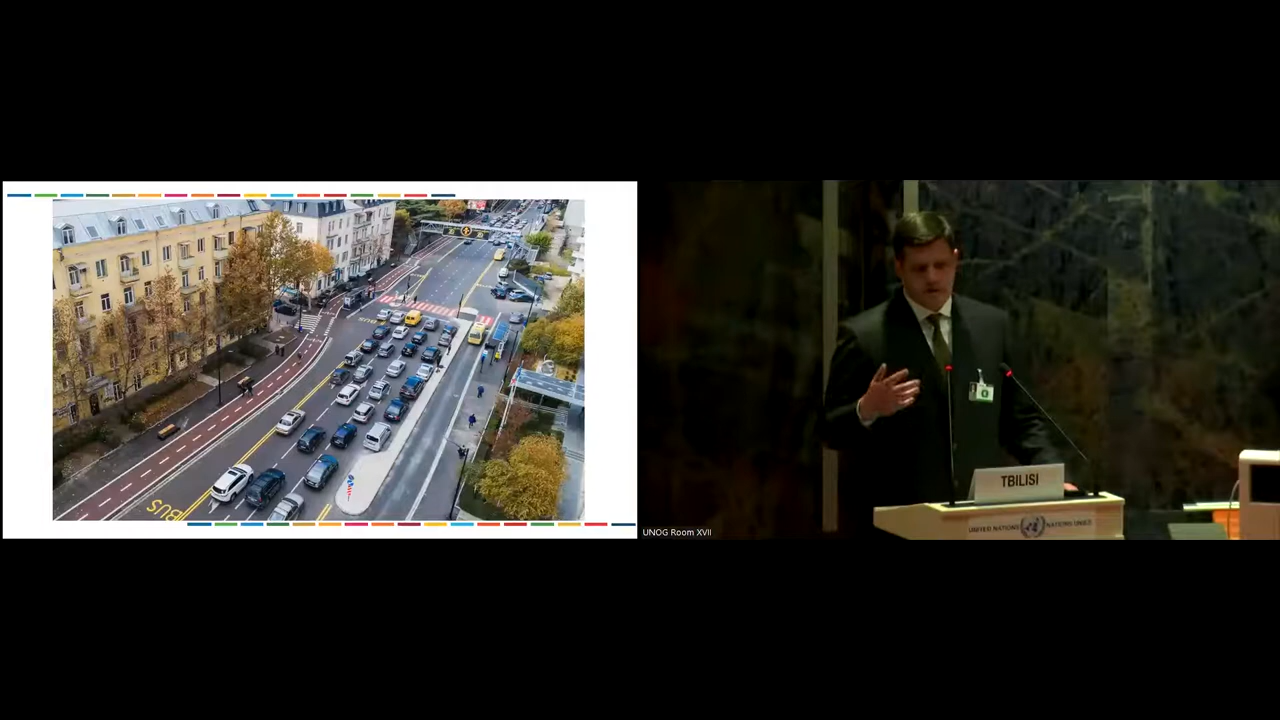 BUS
UNOG Room XVII
TBILISI
UNITED NATIONS
NATIONS UNIES